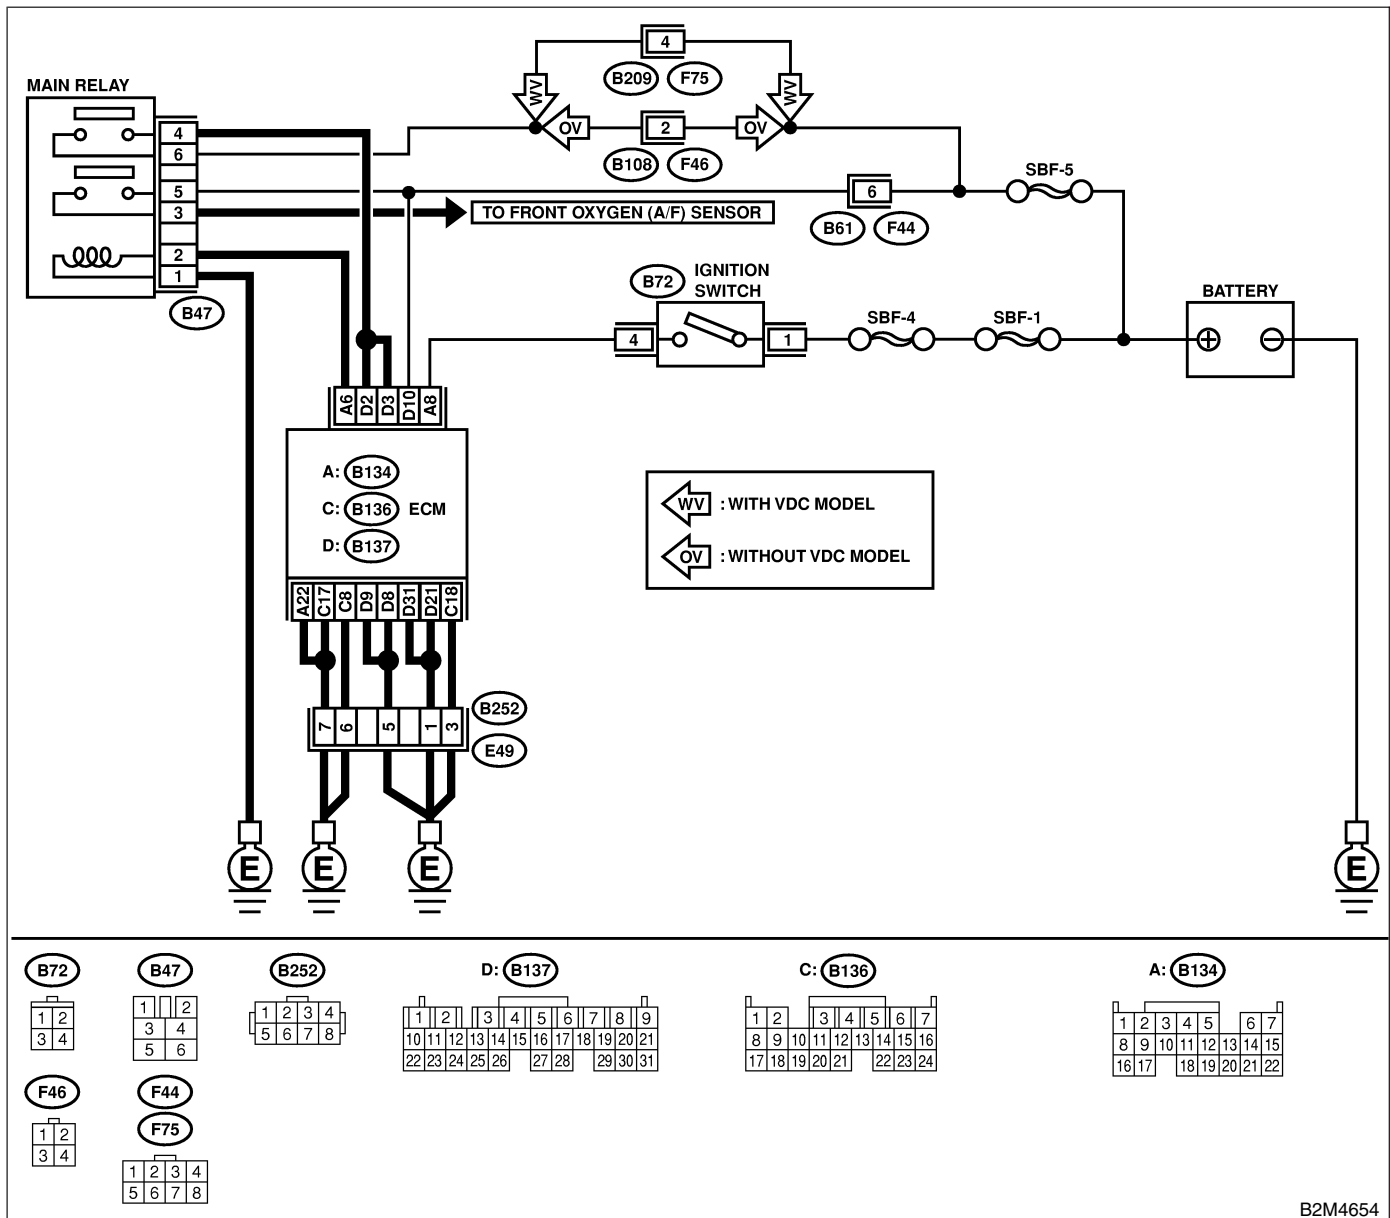 4
B209 F75
WV WV
MAIN RELAY
OV 2 OV
B108 F46
4
6
5
3
2
1
B47
SBF-5
6
B61 F44
TO FRONT OXYGEN (A/F) SENSOR
B72 IGNITION
SWITCH
4 1
SBF-4 SBF-1
BATTERY
A6 D2 D3 D10 A8
A: B134
C: B136 ECM
D: B137
WV : WITH VDC MODEL
OV : WITHOUT VDC MODEL
A22 C17 C8 D9 D8 D31 D21 C18
B252
7 6 5 1 3
E49
E E E E
B72 B47 B252 D: B137 C: B136 A: B134
1 2
3 4
1 2
3 4
5 6
1 2 3 4
5 6 7 8
1 2 3 4 5 6 7 8 9
10 11 12 13 14 15 16 17 18 19 20 21
22 23 24 25 26 27 28 29 30 31
1 2 3 4 5 6 7
8 9 10 11 12 13 14 15 16
17 18 19 20 21 22 23 24
1 2 3 4 5 6 7
8 9 10 11 12 13 14 15
16 17 18 19 20 21 22
F46 F44
F75
1 2
3 4
1 2 3 4
5 6 7 8
B2M4654